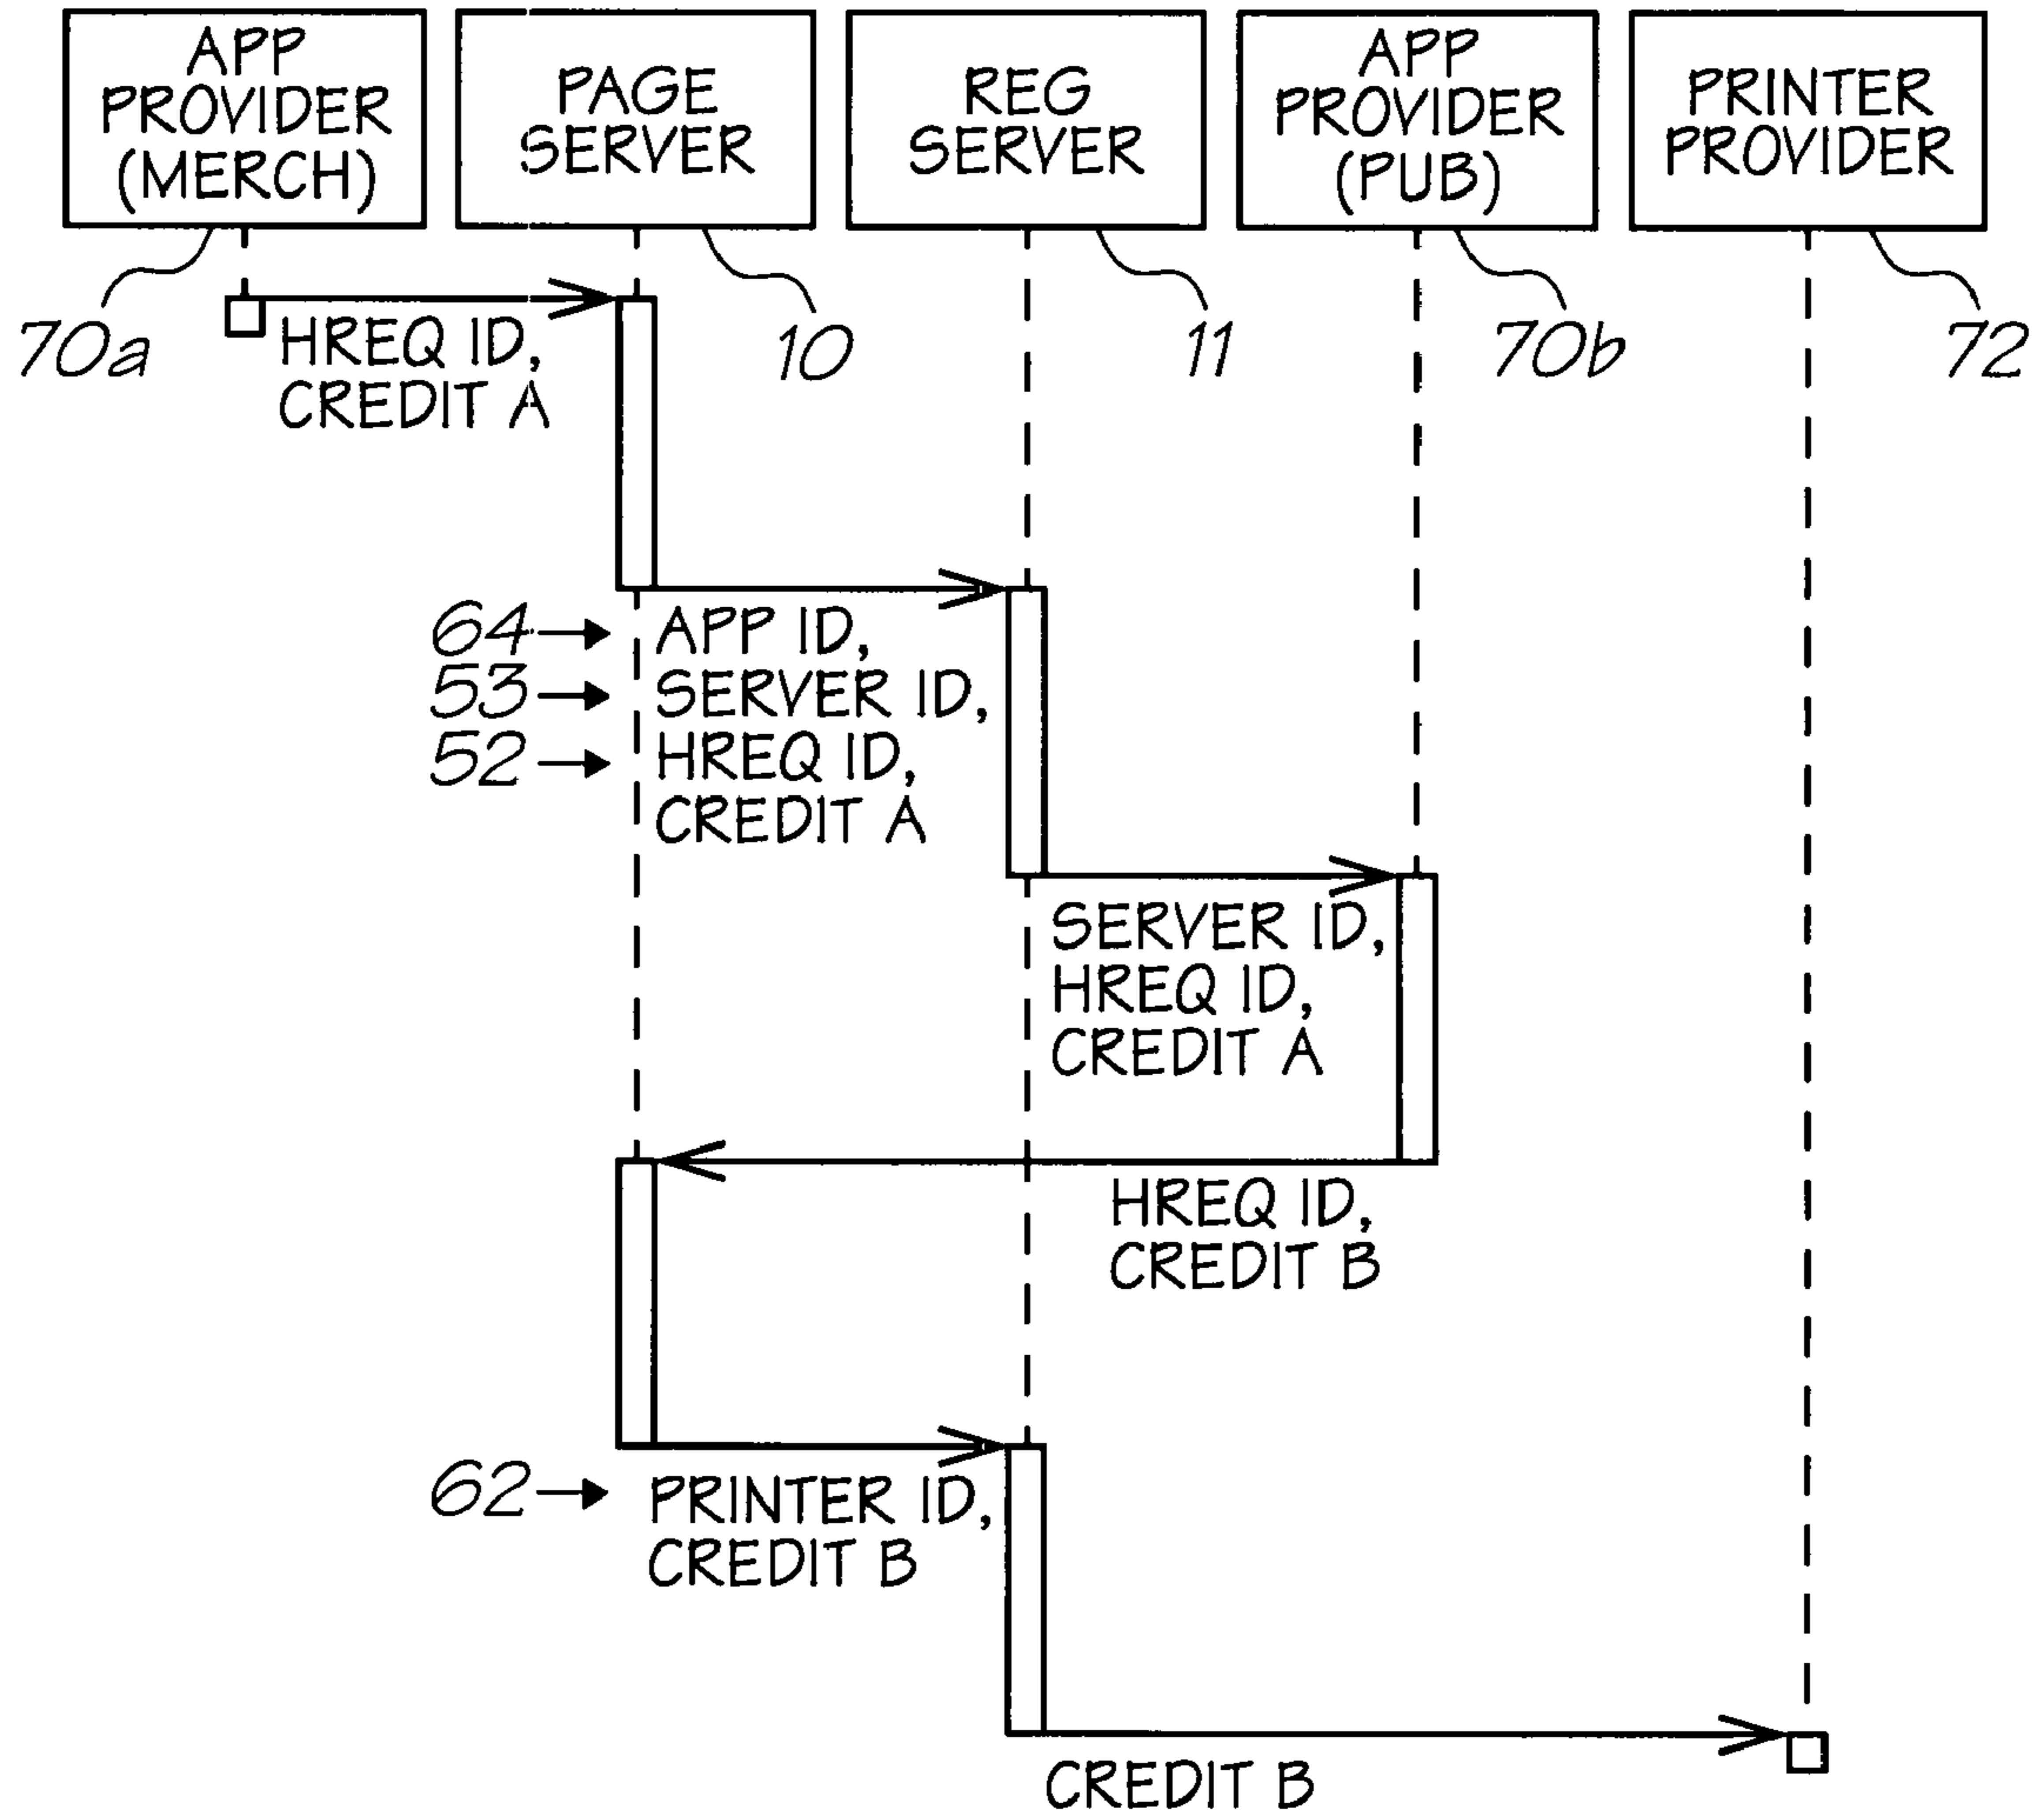 APP
PROVIDER
(MERCH)
PAGE
SERVER
REG
SERVER
APP
PROVIDER
(PUB)
PRINTER
PROVIDER
70a
10
11
70b
72
HREQ ID,
CREDIT A
64 APP ID,
53 SERVER ID,
52 HREQ ID,
CREDIT A
SERVER ID,
HREQ ID,
CREDIT A
HREQ ID,
CREDIT B
62 PRINTER ID,
CREDIT B
CREDIT B